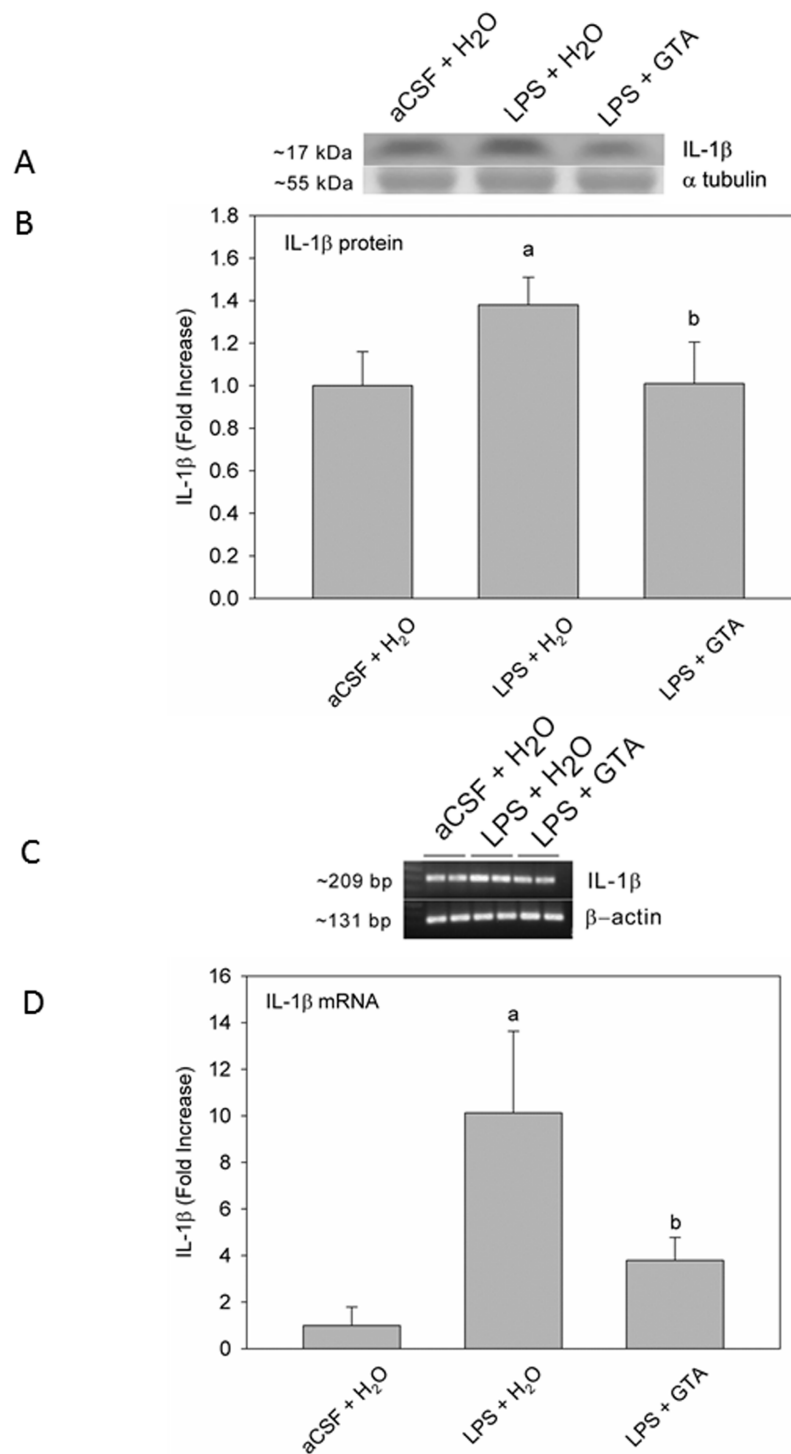 aCSF + H₂O
LPS + H₂O
LPS + GTA
A
~17 kDa
IL-1β
~55 kDa
α tubulin
B
1.8
IL-1β protein
a
1.6
1.4
b
1.2
1.0
0.8
0.6
0.4
0.2
0.0
IL-1β (Fold Increase)
aCSF + H₂O
LPS + H₂O
LPS + GTA
aCSF + H₂O
LPS + H₂O
LPS + GTA
C
~209 bp
IL-1β
~131 bp
β−actin
D
16
IL-1β mRNA
a
14
12
10
8
6
b
4
2
0
IL-1β (Fold Increase)
aCSF + H₂O
LPS + H₂O
LPS + GTA